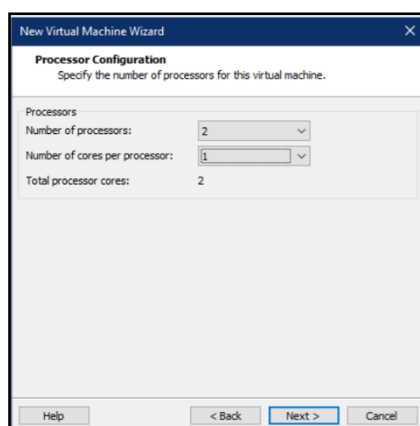 New Virtual Machine Wizard
Processor Configuration
Specify the number of processors for this virtual machine.
Processors
Number of processors: 2
Number of cores per processor: 1
Total processor cores: 2
Help < Back Next > Cancel